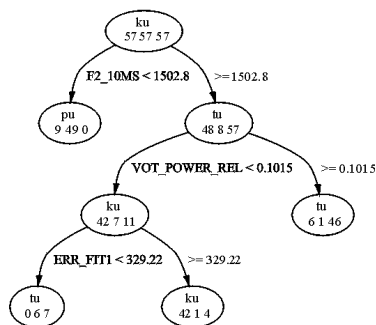 ku
57 57 57
F2_10MS < 1502.8
>=1502.8
pu
9 49 0
tu
48 8 57
VOT_POWER_REL < 0.1015
>= 0.1015
ku
42 7 11
tu
6 1 46
ERR_FIT1 < 329.22
>= 329.22
tu
0 6 7
ku
42 1 4